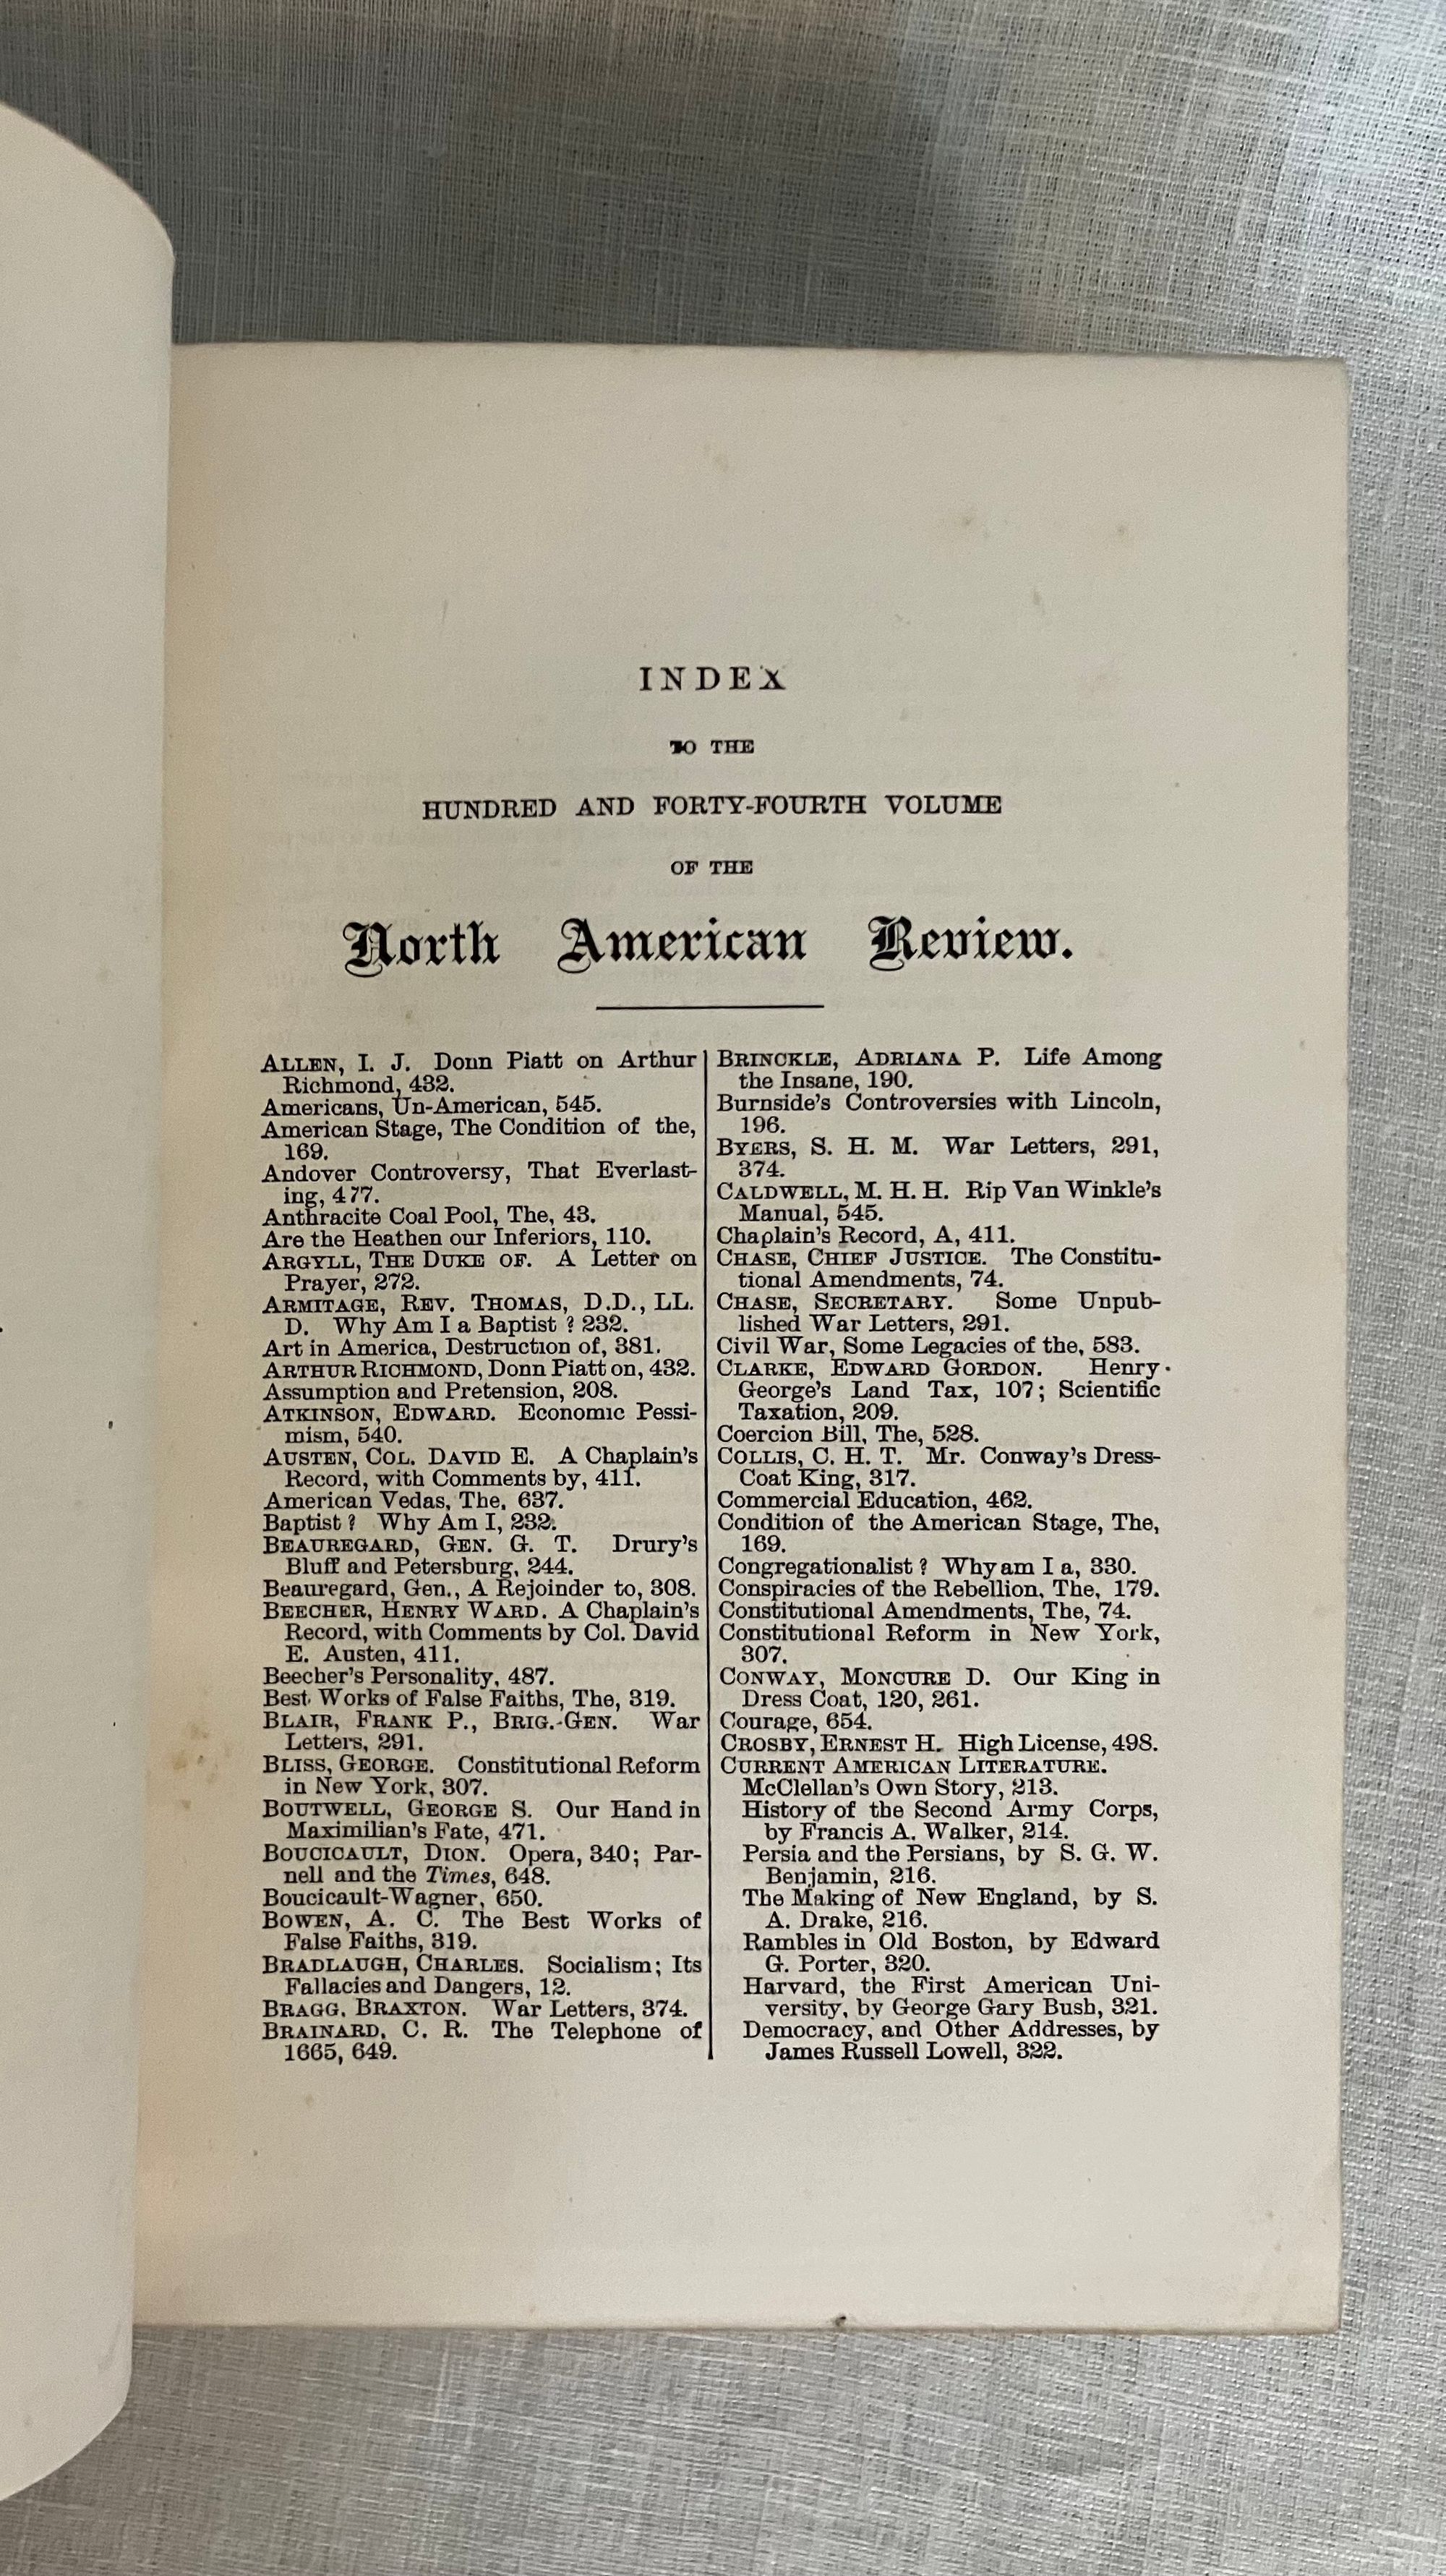 INDEX
TO THE
HUNDRED AND FORTY-FOURTH VOLUME
OF THE
North American Review.
ALLEN, I. J. Donn Piatt on Arthur
Richmond, 432.
Americans, Un-American, 545.
American Stage, The Condition of the,
169.
Andover Controversy, That Everlast-
ing, 477.
Anthracite Coal Pool, The, 43.
Are the Heathen our Inferiors, 110.
ARGYLL, THE DUKE OF. A Letter on
Prayer, 272.
ARMITAGE, REV. THOMAS, D.D., LL.
D. Why Am I a Baptist ? 232.
Art in America, Destruction of, 381.
ARTHUR RICHMOND, Donn Piatt on, 432.
Assumption and Pretension, 208.
ATKINSON, EDWARD. Economic Pessi-
mism, 540.
AUSTEN, COL. DAVID E. A Chaplain's
Record, with Comments by, 411.
American Vedas, The, 637.
Baptist ? Why Am I, 232.
BEAUREGARD, GEN. G. T. Drury's
Bluff and Petersburg, 244.
Beauregard, Gen., A Rejoinder to, 308.
BEECHER, HENRY WARD. A Chaplain's
Record, with Comments by Col. David
E. Austen, 411.
Beecher's Personality, 487.
Best Works of False Faiths, The, 319.
BLAIR, FRANK P., BRIG.-GEN. War
Letters, 291.
BLISS, GEORGE. Constitutional Reform
in New York, 307.
BOUTWELL, GEORGE S. Our Hand in
Maximilian's Fate, 471.
BOUCICAULT, DION. Opera, 340; Par-
nell and the Times, 648.
Boucicault-Wagner, 650.
BOWEN, A. C. The Best Works of
False Faiths, 319.
BRADLAUGH, CHARLES. Socialism; Its
Fallacies and Dangers, 12.
BRAGG, BRAXTON. War Letters, 374.
BRAINARD, C. R. The Telephone of
1665, 649.
BRINCKLE, ADRIANA P. Life Among
the Insane, 190.
Burnside's Controversies with Lincoln,
196.
BYERS, S. H. M. War Letters, 291,
374.
CALDWELL, M. H. H. Rip Van Winkle's
Manual, 545.
Chaplain's Record, A, 411.
CHASE, CHIEF JUSTICE. The Constitu-
tional Amendments, 74.
CHASE, SECRETARY. Some Unpub-
lished War Letters, 291.
Civil War, Some Legacies of the, 583.
CLARKE, EDWARD GORDON. Henry
George's Land Tax, 107; Scientific
Taxation, 209.
Coercion Bill, The, 528.
COLLIS, C. H. T. Mr. Conway's Dress-
Coat King, 317.
Commercial Education, 462.
Condition of the American Stage, The,
169.
Congregationalist ? Why am I a, 330.
Conspiracies of the Rebellion, The, 179.
Constitutional Amendments, The, 74.
Constitutional Reform in New York,
307.
CONWAY, MONCURE D. Our King in
Dress Coat, 120, 261.
Courage, 654.
CROSBY, ERNEST H. High License, 498.
CURRENT AMERICAN LITERATURE.
McClellan's Own Story, 213.
History of the Second Army Corps,
by Francis A. Walker, 214.
Persia and the Persians, by S. G. W.
Benjamin, 216.
The Making of New England, by S.
A. Drake, 216.
Rambles in Old Boston, by Edward
G. Porter, 320.
Harvard, the First American Uni-
versity, by George Gary Bush, 321.
Democracy, and Other Addresses, by
James Russell Lowell, 322.